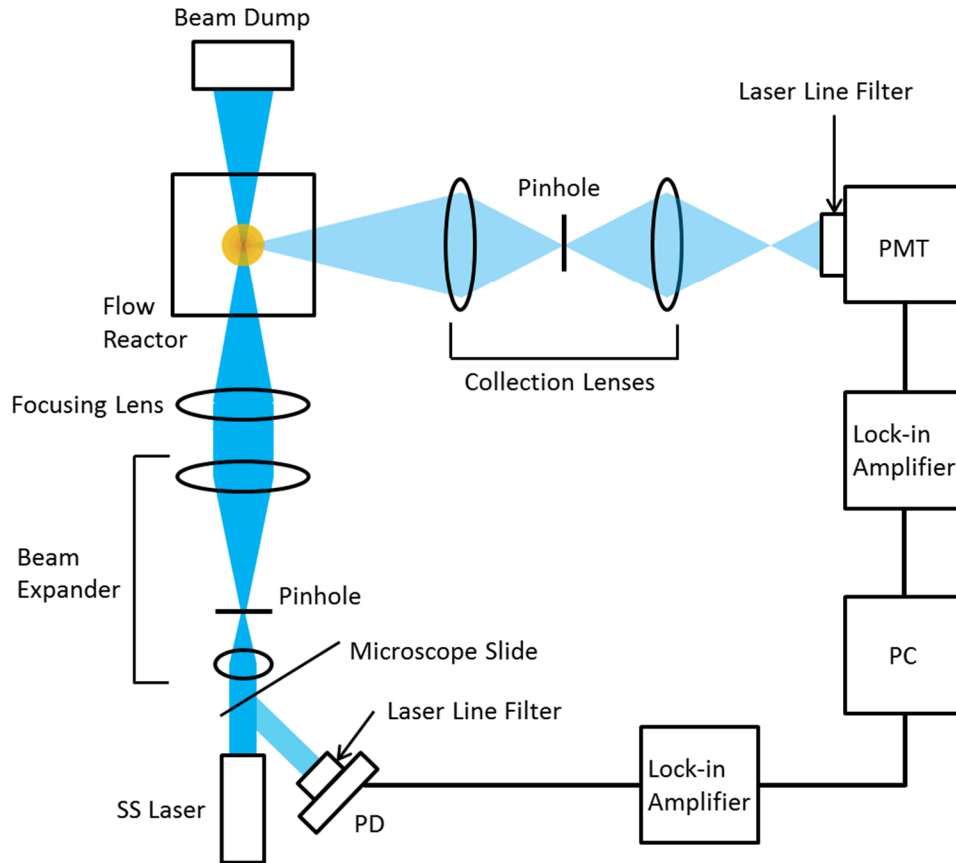 Beam Dump
Laser Line Filter
Pinhole
PMT
Flow
Reactor
Collection Lenses
Focusing Lens
Lock-in
Amplifier
Beam
Expander
Pinhole
Microscope Slide
PC
Laser Line Filter
SS Laser
PD
Lock-in
Amplifier